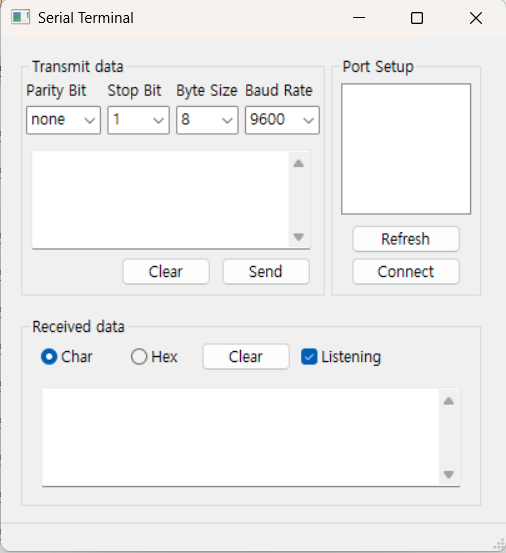 Serial Terminal
Transmit data
Port Setup
Parity Bit Stop Bit Byte Size Baud Rate
none 1 8 9600
Refresh
Clear Send Connect
Received data
Char Hex Clear Listening